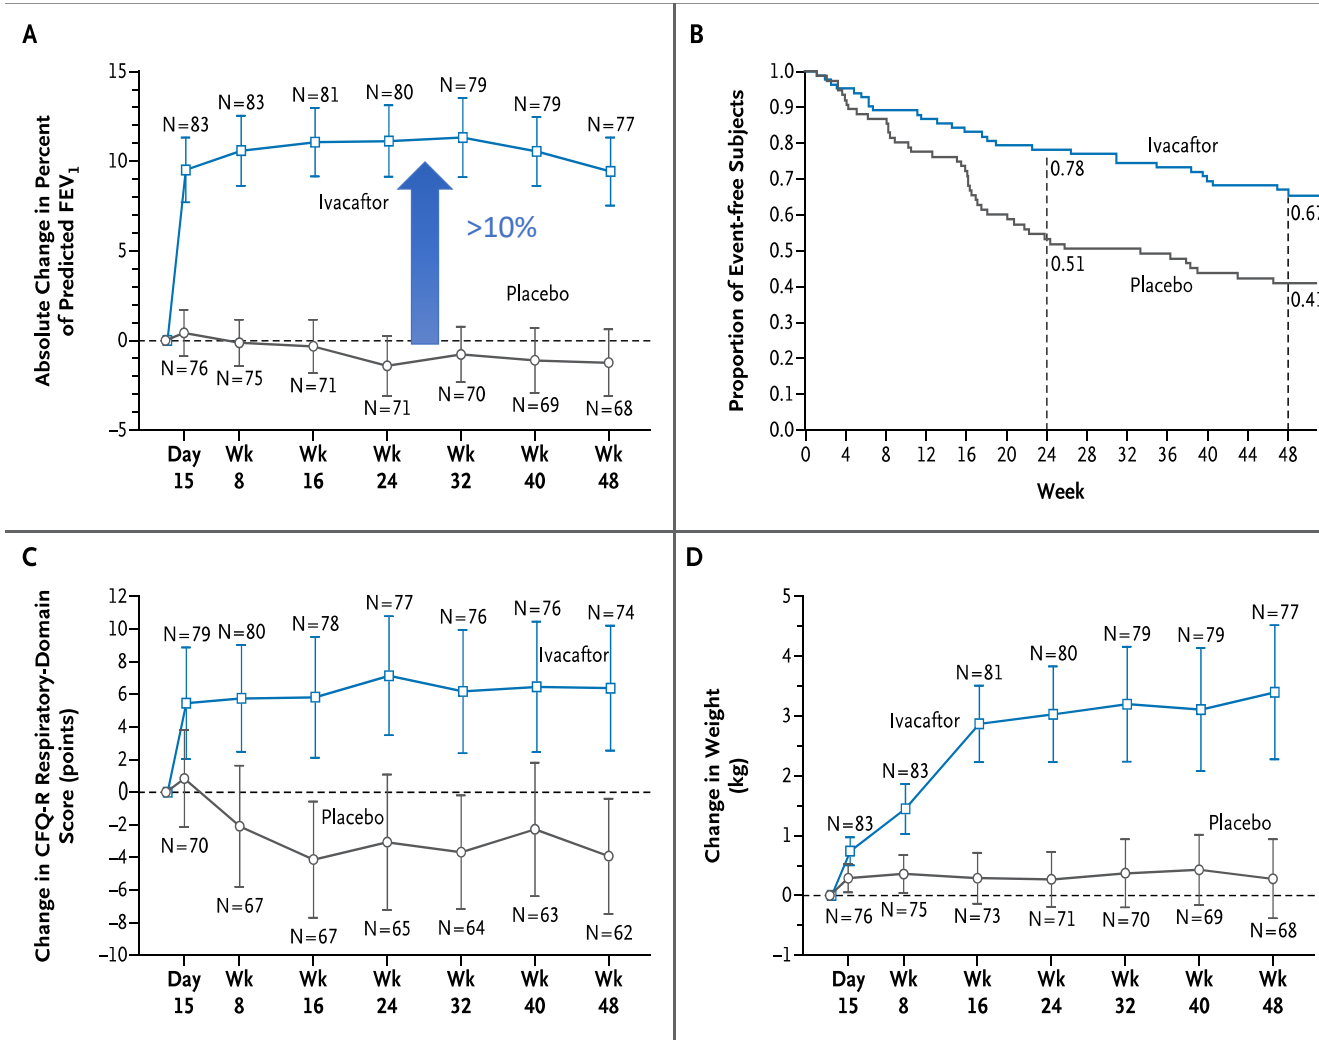 A
Absolute Change in Percent
of Predicted FEV1
15
10
5
0
−5
N=83
N=83
N=81
N=80
N=79
N=79
N=77
Ivacaftor
>10%
Placebo
N=76
N=75
N=71
N=71
N=70
N=69
N=68
Day Wk Wk Wk Wk Wk Wk
15 8 16 24 32 40 48
B
Proportion of Event-free Subjects
1.0
0.9
0.8
0.7
0.6
0.5
0.4
0.3
0.2
0.1
0.0
Ivacaftor
0.78
0.67
0.51
Placebo
0.41
0 4 8 12 16 20 24 28 32 36 40 44 48
Week
C
Change in CFQ-R Respiratory-Domain
Score (points)
12
10
8
6
4
2
0
−2
−4
−6
−8
−10
N=79
N=80
N=78
N=77
N=76
N=76
N=74
Ivacaftor
Placebo
N=70
N=67
N=67
N=65
N=64
N=63
N=62
Day Wk Wk Wk Wk Wk Wk
15 8 16 24 32 40 48
D
Change in Weight
(kg)
5
4
3
2
1
0
−1
N=83
N=83
N=81
N=80
N=79
N=79
N=77
Ivacaftor
Placebo
N=76
N=75
N=73
N=71
N=70
N=69
N=68
Day Wk Wk Wk Wk Wk Wk
15 8 16 24 32 40 48